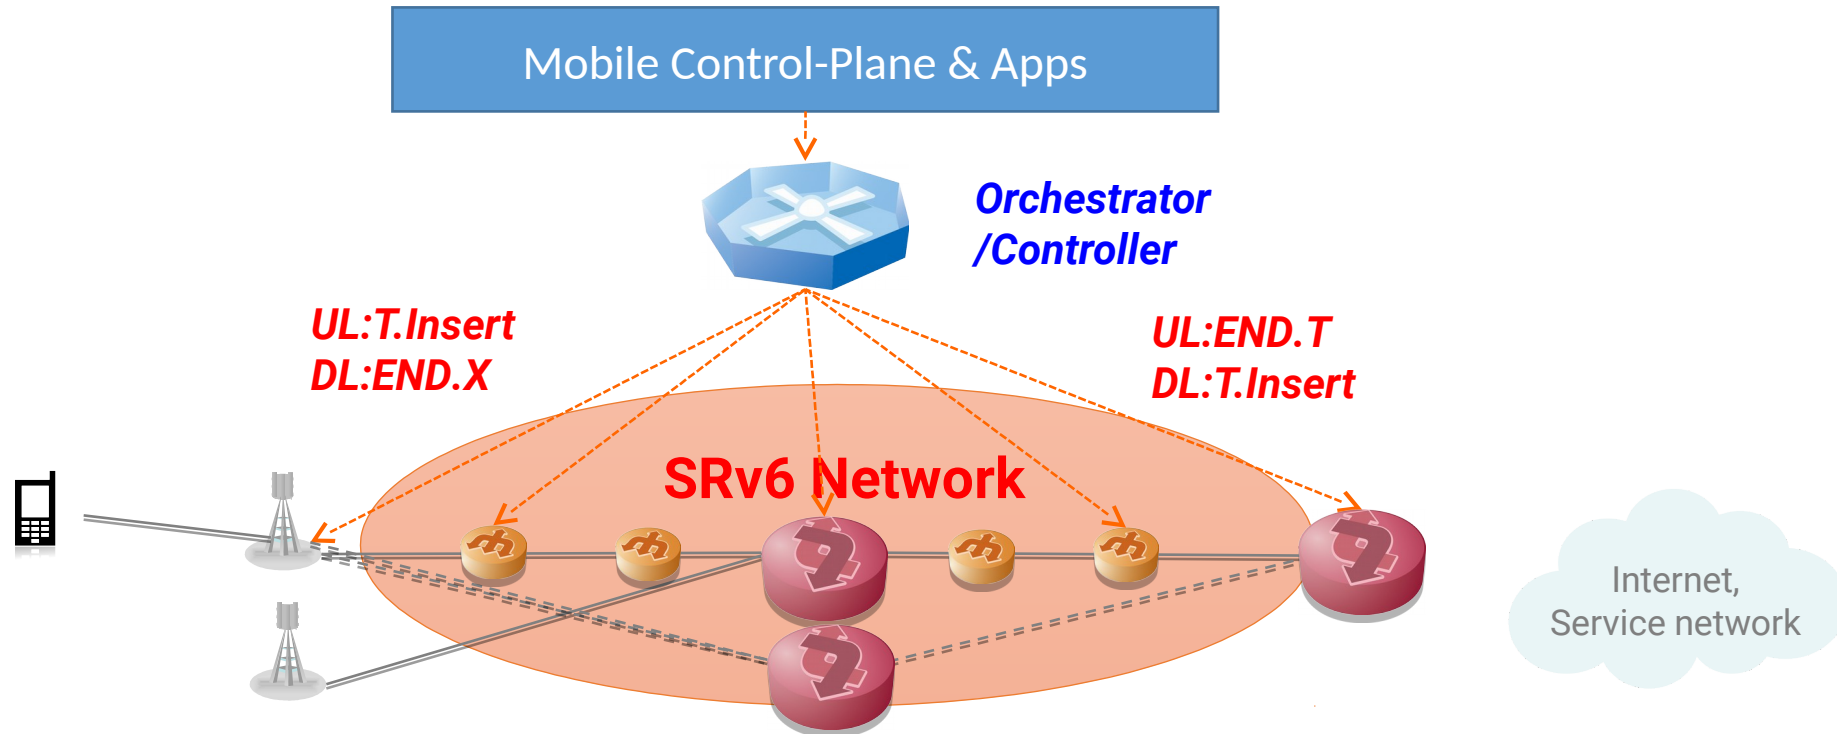 Mobile Control-Plane & Apps
Orchestrator
/Controller
UL:T.Insert
DL:END.X
UL:END.T
DL:T.Insert
SRv6 Network
Internet,
Service network